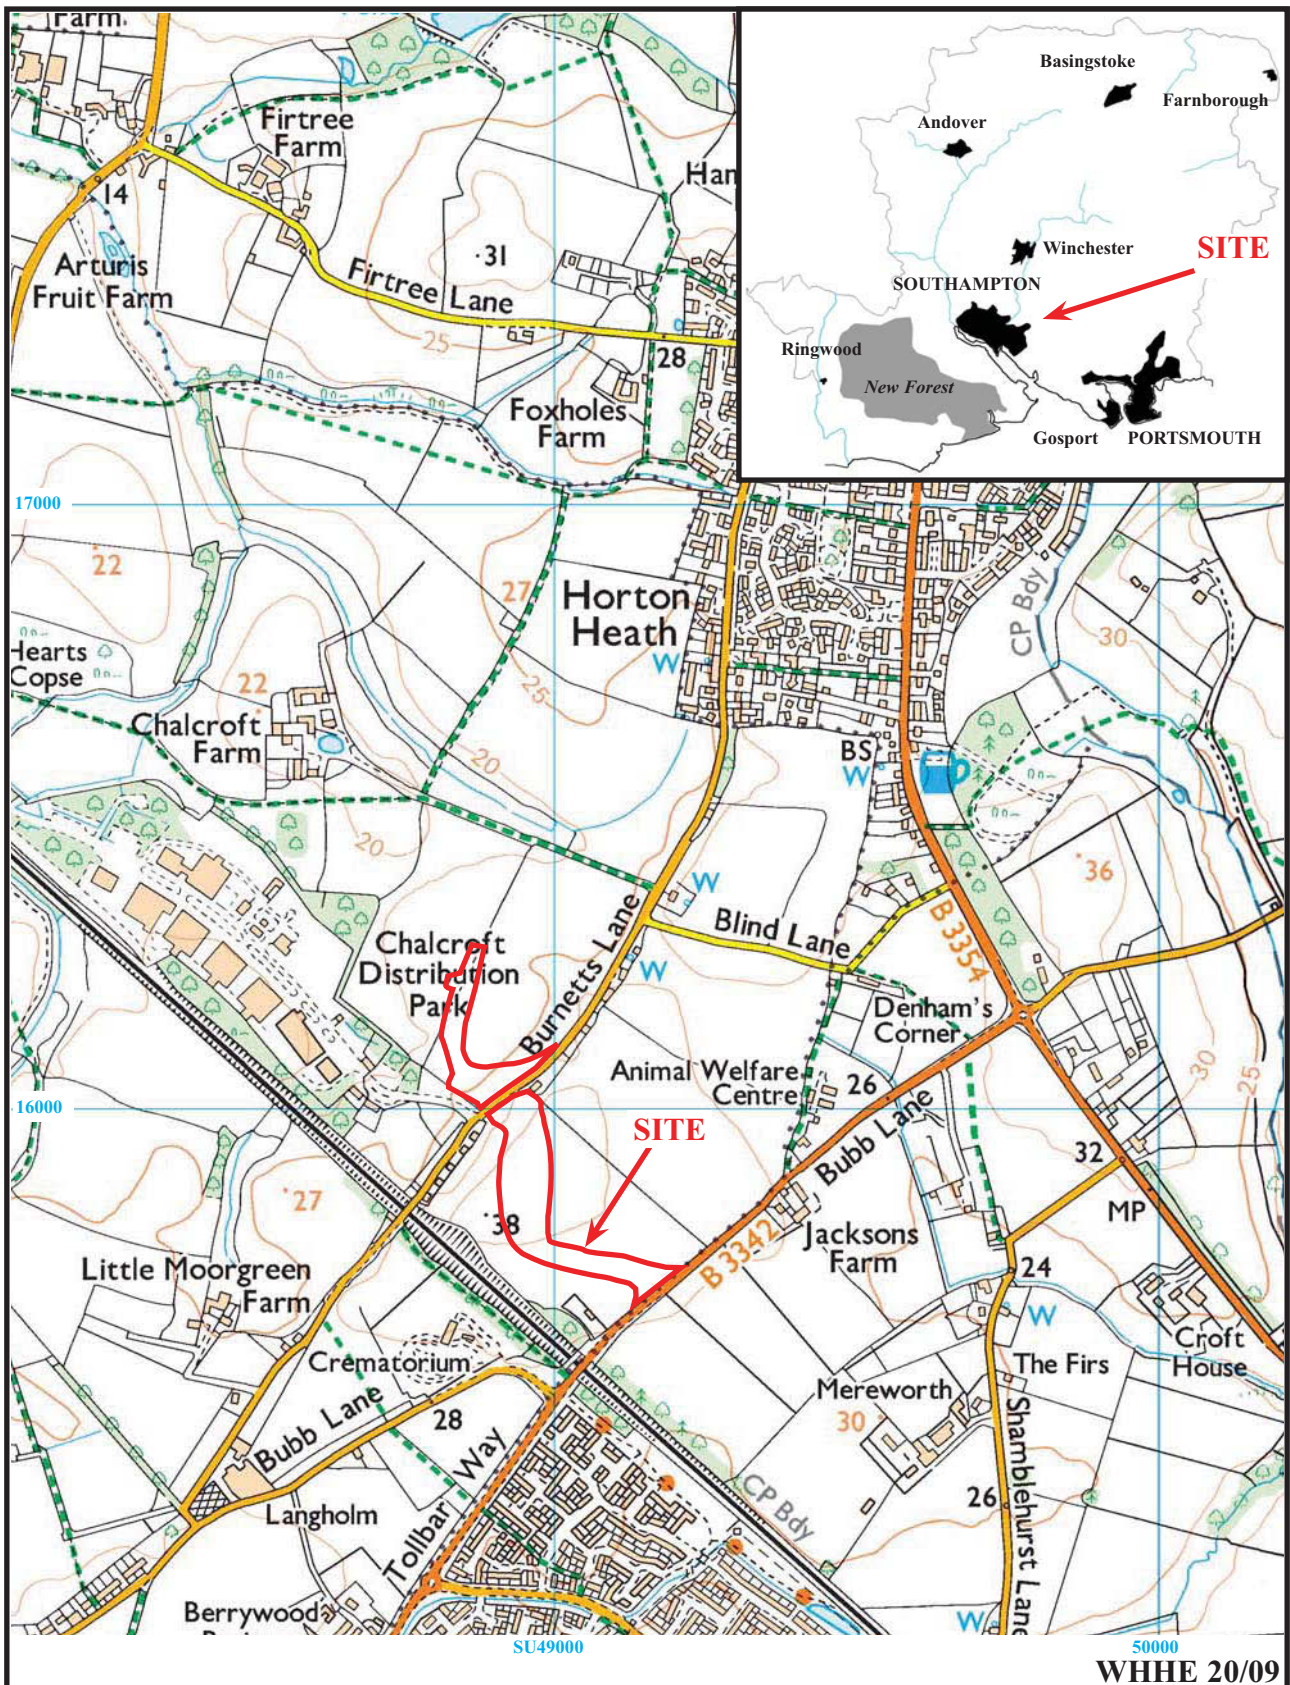 Farm
Firtree
Farm
Han
14
31
Arturis
Fruit Farm
Firtree Lane
25
28
Foxholes
Farm
Basingstoke
Farnborough
Andover
Winchester
SITE
SOUTHAMPTON
Ringwood
New Forest
Gosport
PORTSMOUTH
17000
22
27
Horton
Heath
W
CP Bdy
30
Hearts
Copse
22
25
Chalcroft
Farm
20
BS
W
20
36
W
Blind Lane
B 3354
Burnetts Lane
Chalcroft
Distribution
Park
W
Denham's
Corner
Animal Welfare
Centre
26
30
25
16000
SITE
Bubb Lane
32
MP
27
38
B 3342
Jacksons
Farm
24
Little Moorgreen
Farm
W
Croft
House
Crematorium
The Firs
Bubb Lane
28
Mereworth
30
Shamblehurst Lane
Tollbar Way
CP Bdy
26
Langholm
Berrywood
W
SU49000
50000
WHHE 20/09